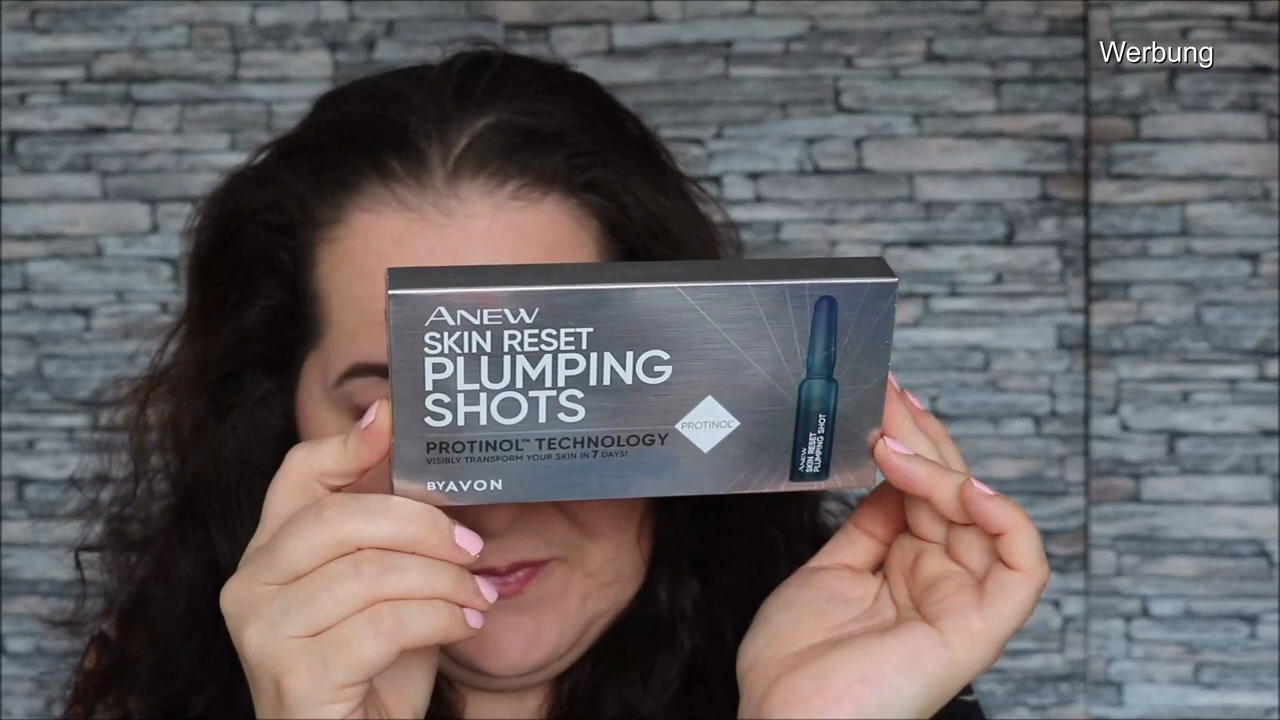 Werbung
ANEW
SKIN RESET
PLUMPING
SHOTS
PROTINOL™ TECHNOLOGY
VISIBLY TRANSFORM YOUR SKIN IN 7 DAYS!
BY AVON
PROTINOL™
ANEW
SKIN RESET
PLUMPING SHOT